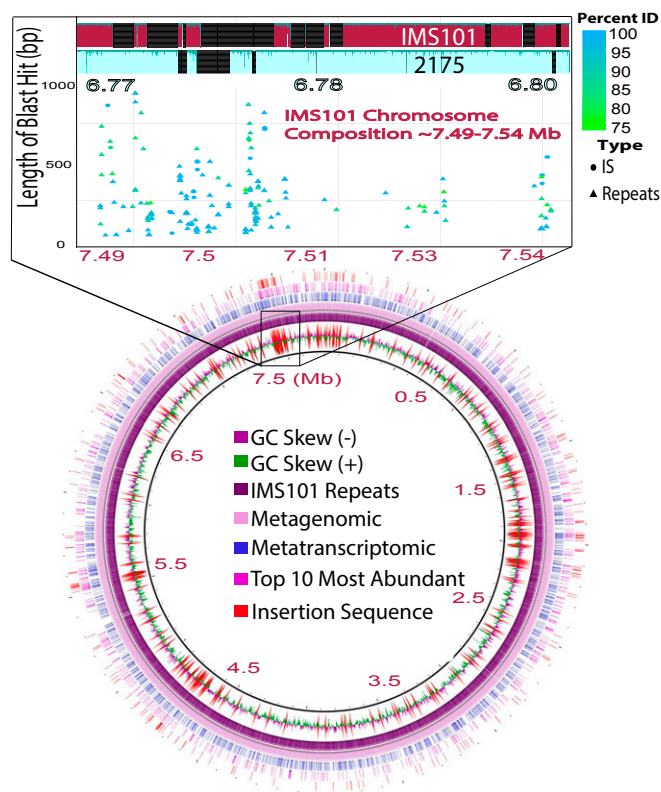 Percent ID
100
95
90
85
80
75
Type
IS
Repeats
IMS101
2175
6.77 6.78 6.80
Length of Blast Hit (bp)
1000
500
0
IMS101 Chromosome
Composition ~7.49-7.54 Mb
7.49 7.5 7.51 7.53 7.54
7.5 (Mb)
0.5
1.5
2.5
3.5
4.5
5.5
6.5
GC Skew (-)
GC Skew (+)
IMS101 Repeats
Metagenomic
Metatranscriptomic
Top 10 Most Abundant
Insertion Sequence